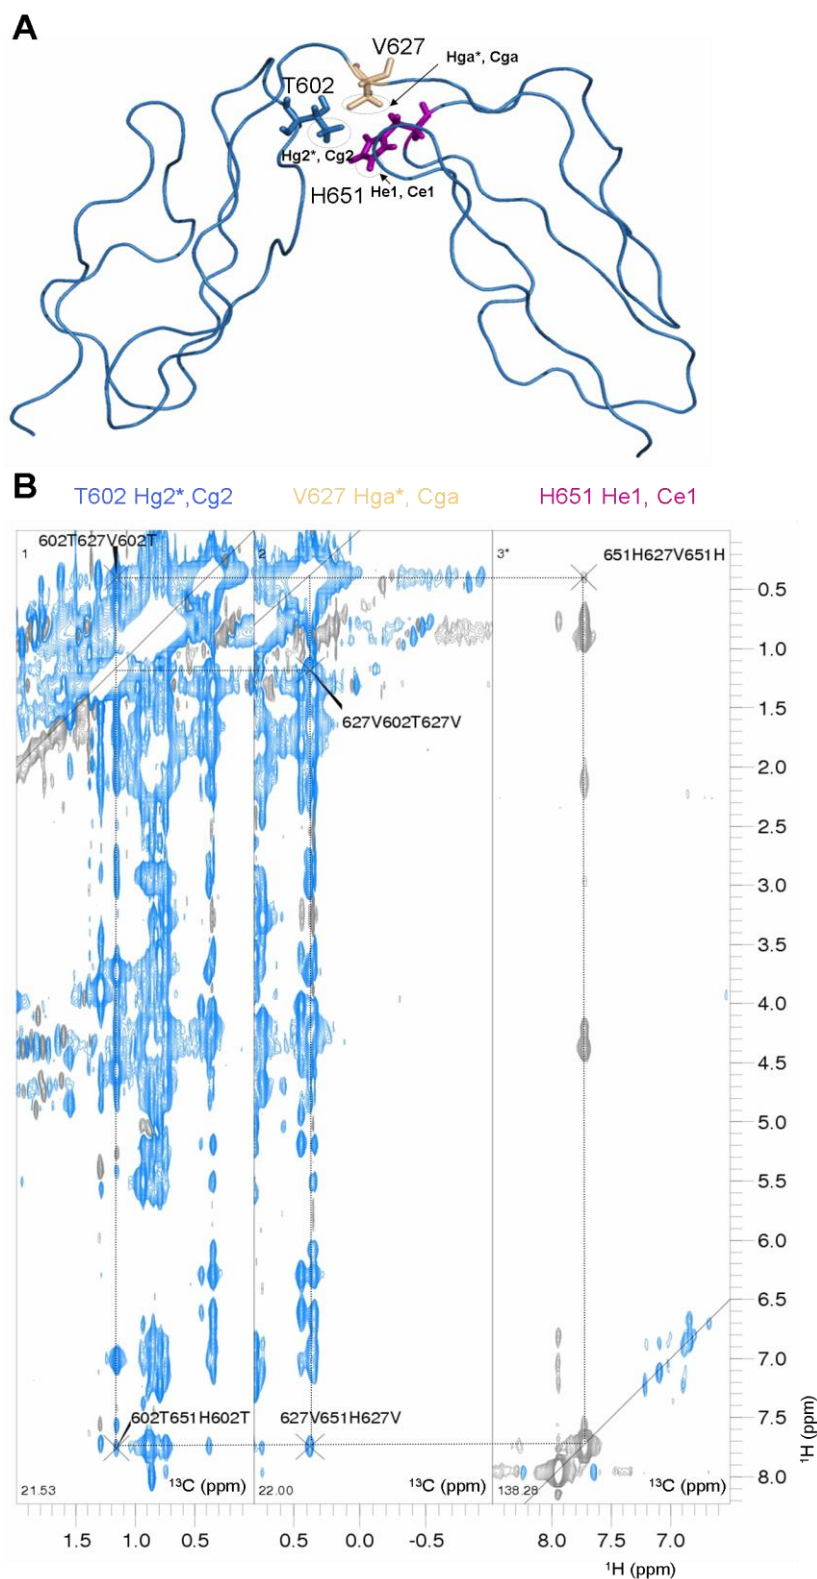 A
V627
Hga*, Cga
T602
Hg2*, Cg2
H651
He1, Ce1
B
T602 Hg2*,Cg2
V627 Hga*, Cga
H651 He1, Ce1
1
602T627V602T
2
3*
651H627V651H
0.5
1.0
627V602T627V
1.5
2.0
2.5
3.0
3.5
4.0
4.5
5.0
5.5
6.0
6.5
7.0
7.5
602T651H602T
627V651H627V
8.0
¹H (ppm)
21.53
¹³C (ppm)
22.00
¹³C (ppm)
138.28
¹³C (ppm)
1.5 1.0 0.5
0.5 0.0 -0.5
8.0 7.5 7.0
¹H (ppm)